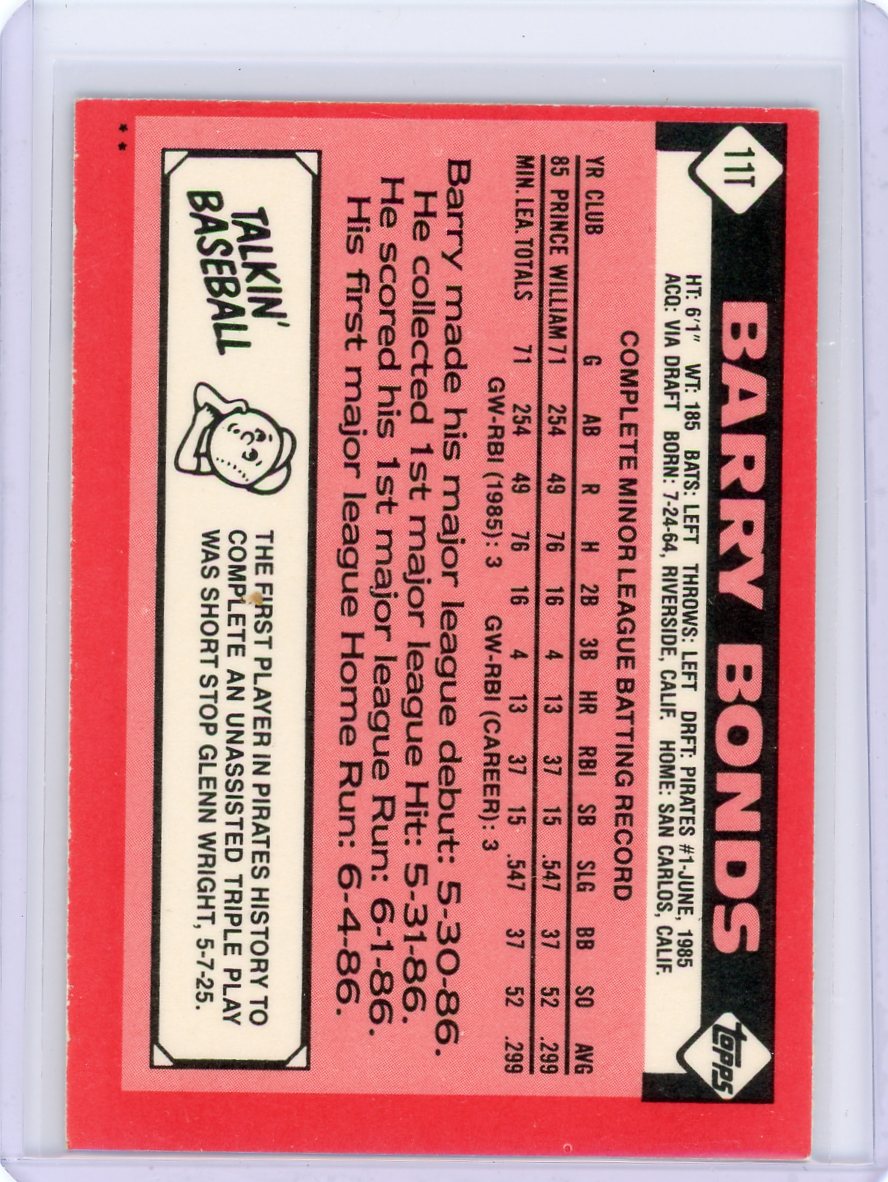 11T
BARRY BONDS
topps
HT: 6'1" WT: 185 BATS: LEFT THROWS: LEFT DRFT: PIRATES #1-JUNE, 1985
ACQ: VIA DRAFT BORN: 7-24-64, RIVERSIDE, CALIF. HOME: SAN CARLOS, CALIF.
COMPLETE MINOR LEAGUE BATTING RECORD
YR CLUB G AB R H 2B 3B HR RBI SB SLG BB SO AVG
85 PRINCE WILLIAM 71 254 49 76 16 4 13 37 15 .547 37 52 .299
MIN. LEA. TOTALS 71 254 49 76 16 4 13 37 15 .547 37 52 .299
GW-RBI (1985): 3 GW-RBI (CAREER): 3
Barry made his major league debut: 5-30-86.
He collected 1st major league Hit: 5-31-86.
He scored his 1st major league Run: 6-1-86.
His first major league Home Run: 6-4-86.
TALKIN'
BASEBALL
THE FIRST PLAYER IN PIRATES HISTORY TO
COMPLETE AN UNASSISTED TRIPLE PLAY
WAS SHORT STOP GLENN WRIGHT, 5-7-25.
**